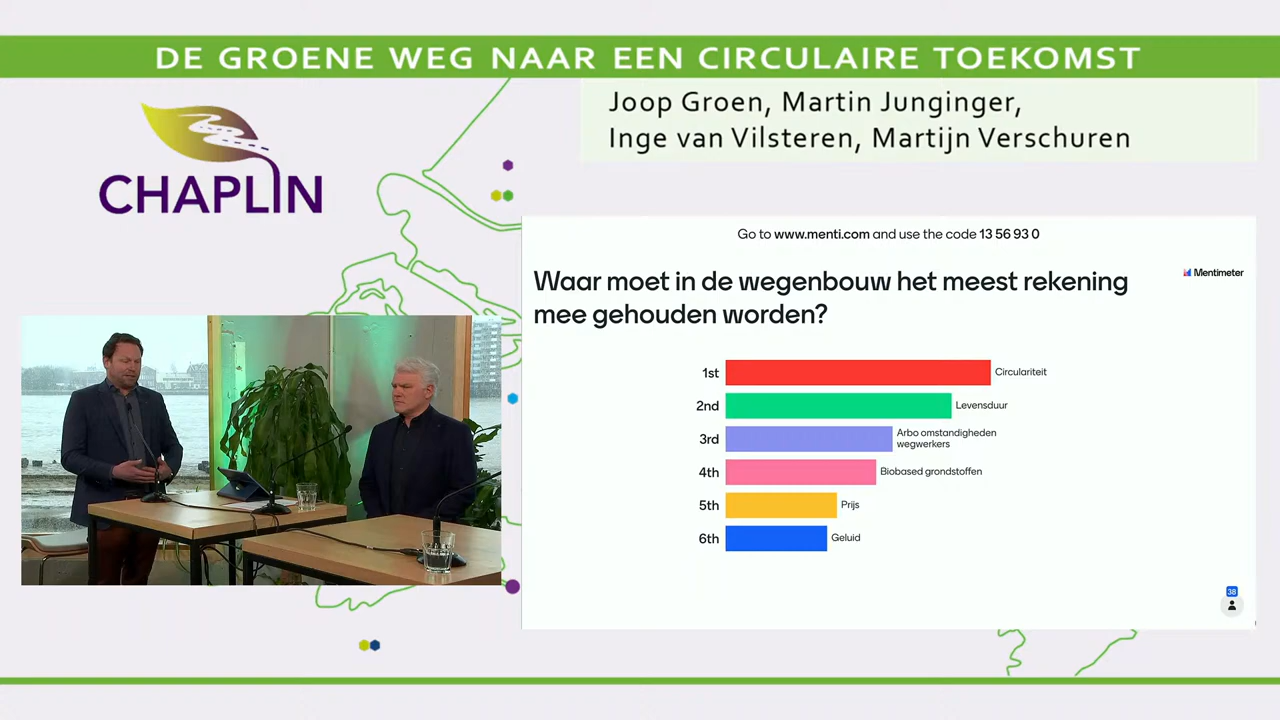 DE GROENE WEG NAAR EEN CIRCULAIRE TOEKOMST
CHAPLIN
Joop Groen, Martin Junginger,
Inge van Vilsteren, Martijn Verschuren
Go to www.menti.com and use the code 13 56 93 0
Mentimeter
Waar moet in de wegenbouw het meest rekening
mee gehouden worden?
1st Circulariteit
2nd Levensduur
3rd Arbo omstandigheden
wegwerkers
4th Biobased grondstoffen
5th Prijs
6th Geluid
38